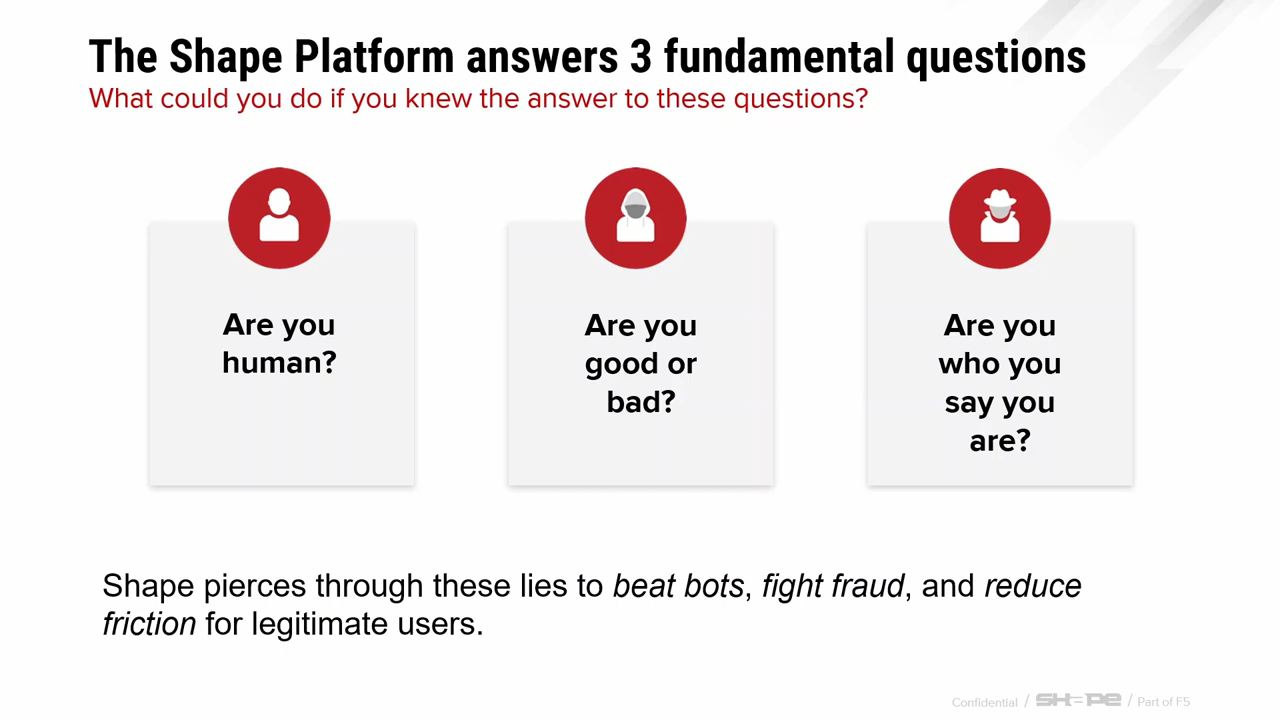 The Shape Platform answers 3 fundamental questions
What could you do if you knew the answer to these questions?
Are you
human?
Are you
good or
bad?
Are you
who you
say you
are?
Shape pierces through these lies to beat bots, fight fraud, and reduce
friction for legitimate users.
Confidential / SHAPE / Part of F5